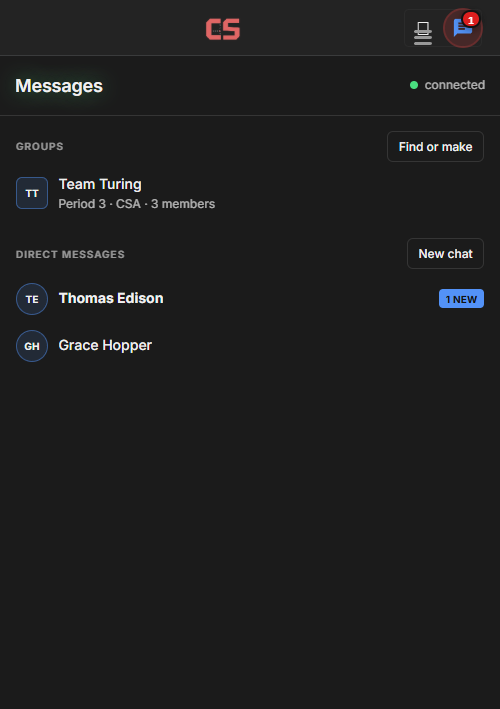 CS
1
Messages
connected
GROUPS
Find or make
TT
Team Turing
Period 3 · CSA · 3 members
DIRECT MESSAGES
New chat
TE
Thomas Edison
1 NEW
GH
Grace Hopper